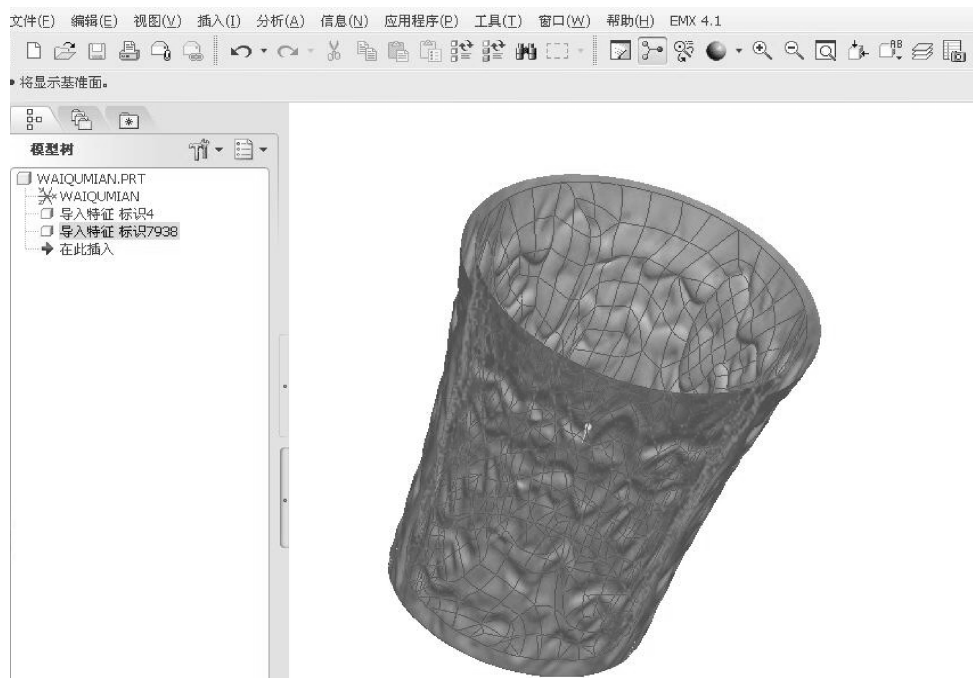 文件(F) 编辑(E) 视图(V) 插入(I) 分析(A) 信息(N) 应用程序(P) 工具(T) 窗口(W) 帮助(H) EMX 4.1
• 将显示基准面。
模型树
WAIQUMIAN.PRT
WAIQUMIAN
导入特征 标识4
导入特征 标识7938
在此插入